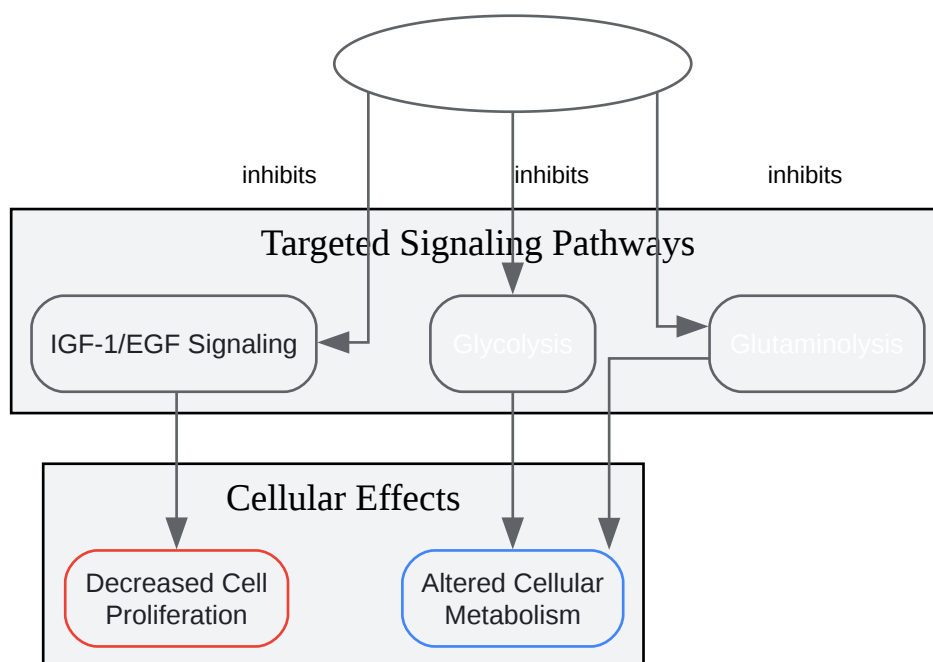 inhibits inhibits inhibits
Targeted Signaling Pathways
IGF-1/EGF Signaling
Glycolysis
Glutaminolysis
Cellular Effects
Decreased Cell
Proliferation
Altered Cellular
Metabolism